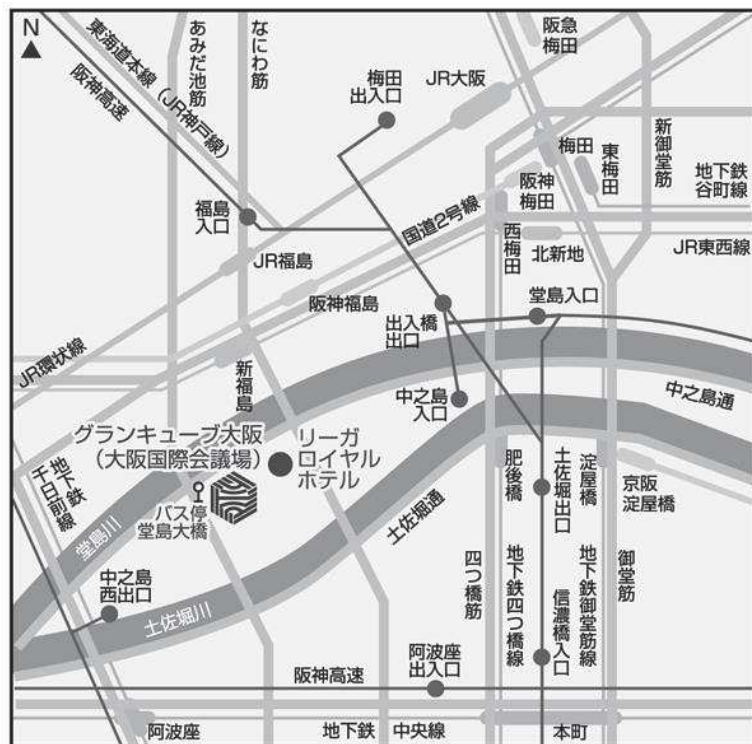 N
東海道本線(JR神戸線)
阪神高速
あみだ池筋
なにわ筋
梅田
出入口
JR大阪
阪急
梅田
梅田
東梅田
新御堂筋
地下鉄
谷町線
福島
入口
国道2号線
阪神
梅田
西梅田
北新地
JR東西線
JR福島
阪神福島
出入橋
出口
堂島入口
JR環状線
新福島
中之島
入口
中之島通
グランキューブ大阪
(大阪国際会議場)
リーガ
ロイヤル
ホテル
地下鉄
千日前線
バス停
堂島大橋
堂島川
土佐堀通
肥後橋
土佐堀出口
淀屋橋
京阪
淀屋橋
中之島
西出口
土佐堀川
四つ橋筋
地下鉄四つ橋線
信濃橋入口
地下鉄御堂筋線
御堂筋
阪神高速
阿波座
出入口
阿波座
地下鉄
中央線
本町